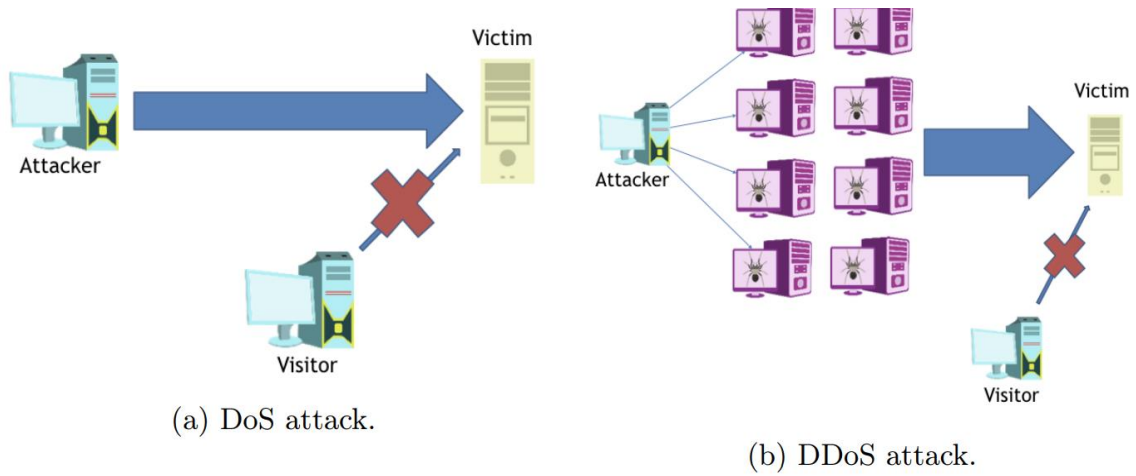 Victim
Attacker
Visitor
(a) DoS attack.
Victim
Attacker
Visitor
(b) DDoS attack.